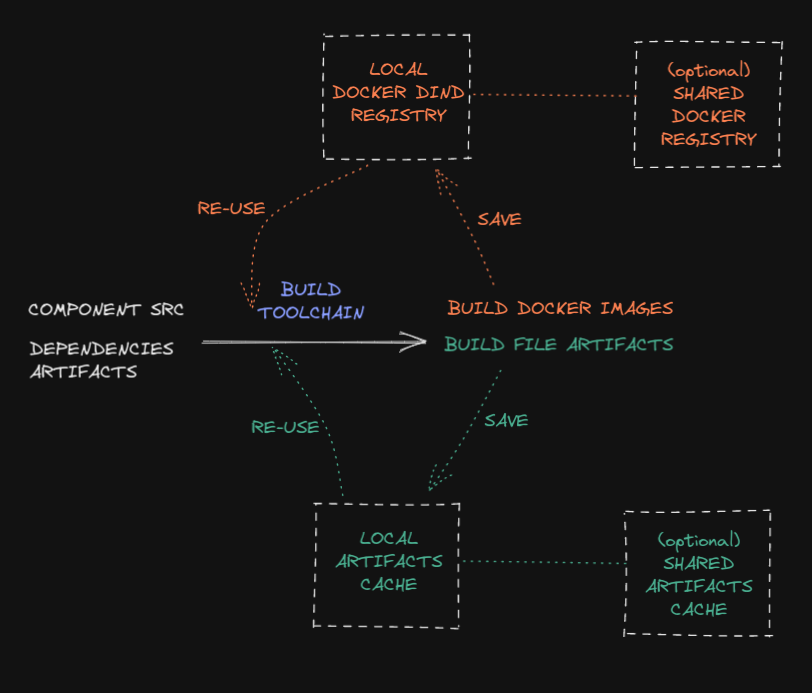 LOCAL
DOCKER DIND
REGISTRY
(optional)
SHARED
DOCKER
REGISTRY
RE-USE
SAVE
COMPONENT SRC
DEPENDENCIES
ARTIFACTS
BUILD
TOOLCHAIN
BUILD DOCKER IMAGES
BUILD FILE ARTIFACTS
RE-USE
SAVE
LOCAL
ARTIFACTS
CACHE
(optional)
SHARED
ARTIFACTS
CACHE